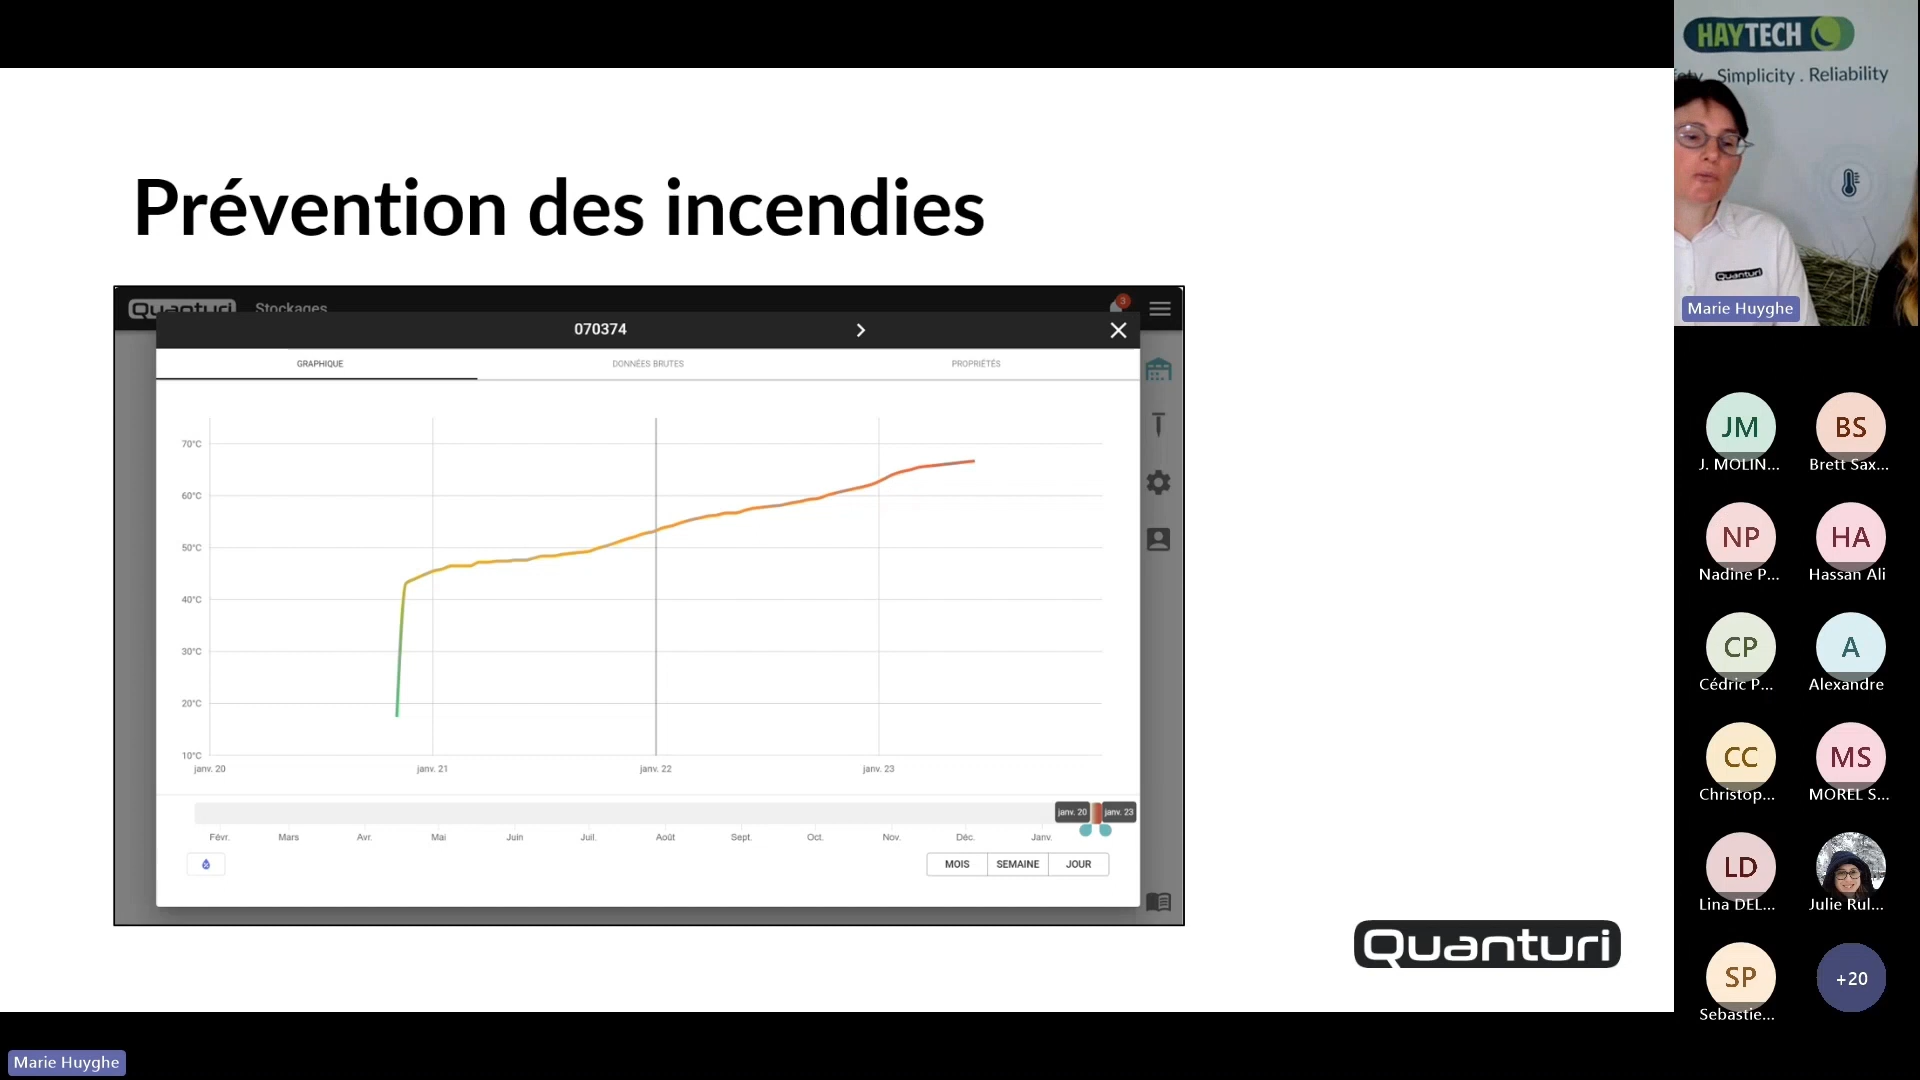 HAYTECH
Simplicity . Reliability
Quanturi
Marie Huyghe
Prévention des incendies
Quanturi Stockages
3
070374
GRAPHIQUE DONNÉES BRUTES PROPRIÉTÉS
70°C
60°C
50°C
40°C
30°C
20°C
10°C
janv. 20 janv. 21 janv. 22 janv. 23
janv. 20 janv. 23
Févr. Mars Avr. Mai Juin Juil. Août Sept. Oct. Nov. Déc. Janv.
MOIS SEMAINE JOUR
Quanturi
JM BS
J. MOLIN... Brett Sax...
NP HA
Nadine P... Hassan Ali
CP A
Cédric P... Alexandre
CC MS
Christop... MOREL S...
LD
Lina DEL... Julie Rul...
SP +20
Sebastie...
Marie Huyghe